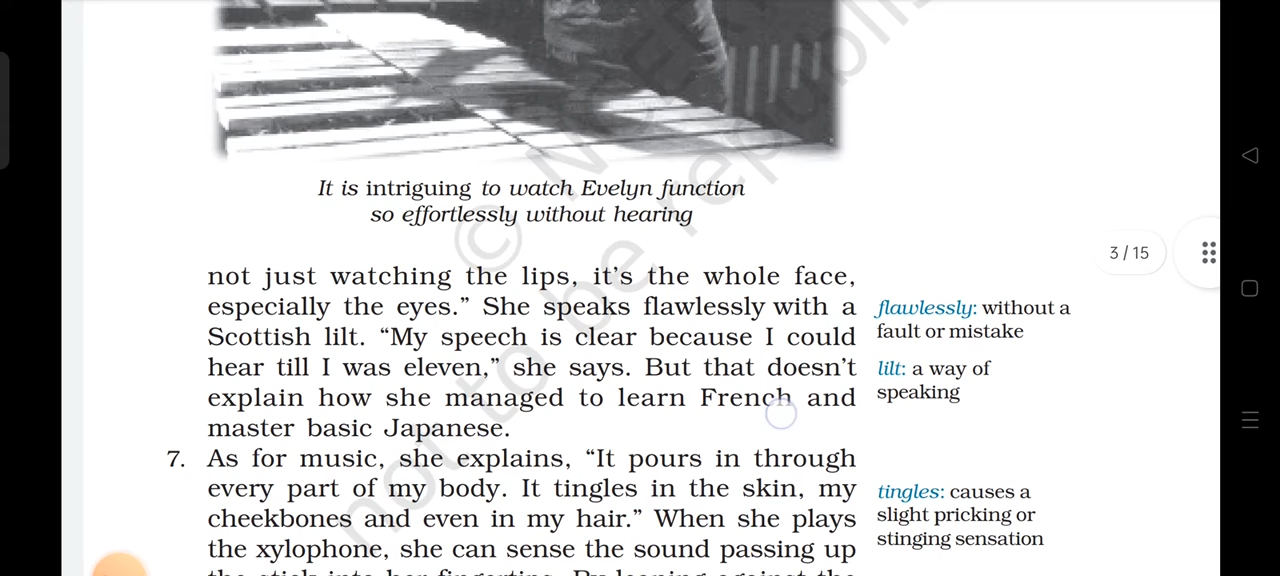 It is intriguing to watch Evelyn function
so effortlessly without hearing
not just watching the lips, it's the whole face,
especially the eyes.” She speaks flawlessly with a
Scottish lilt. “My speech is clear because I could
hear till I was eleven,” she says. But that doesn't
explain how she managed to learn French and
master basic Japanese.
flawlessly: without a
fault or mistake
lilt: a way of
speaking
3 / 15
7. As for music, she explains, “It pours in through
every part of my body. It tingles in the skin, my
cheekbones and even in my hair.” When she plays
the xylophone, she can sense the sound passing up
tingles: causes a
slight pricking or
stinging sensation
not to be republi